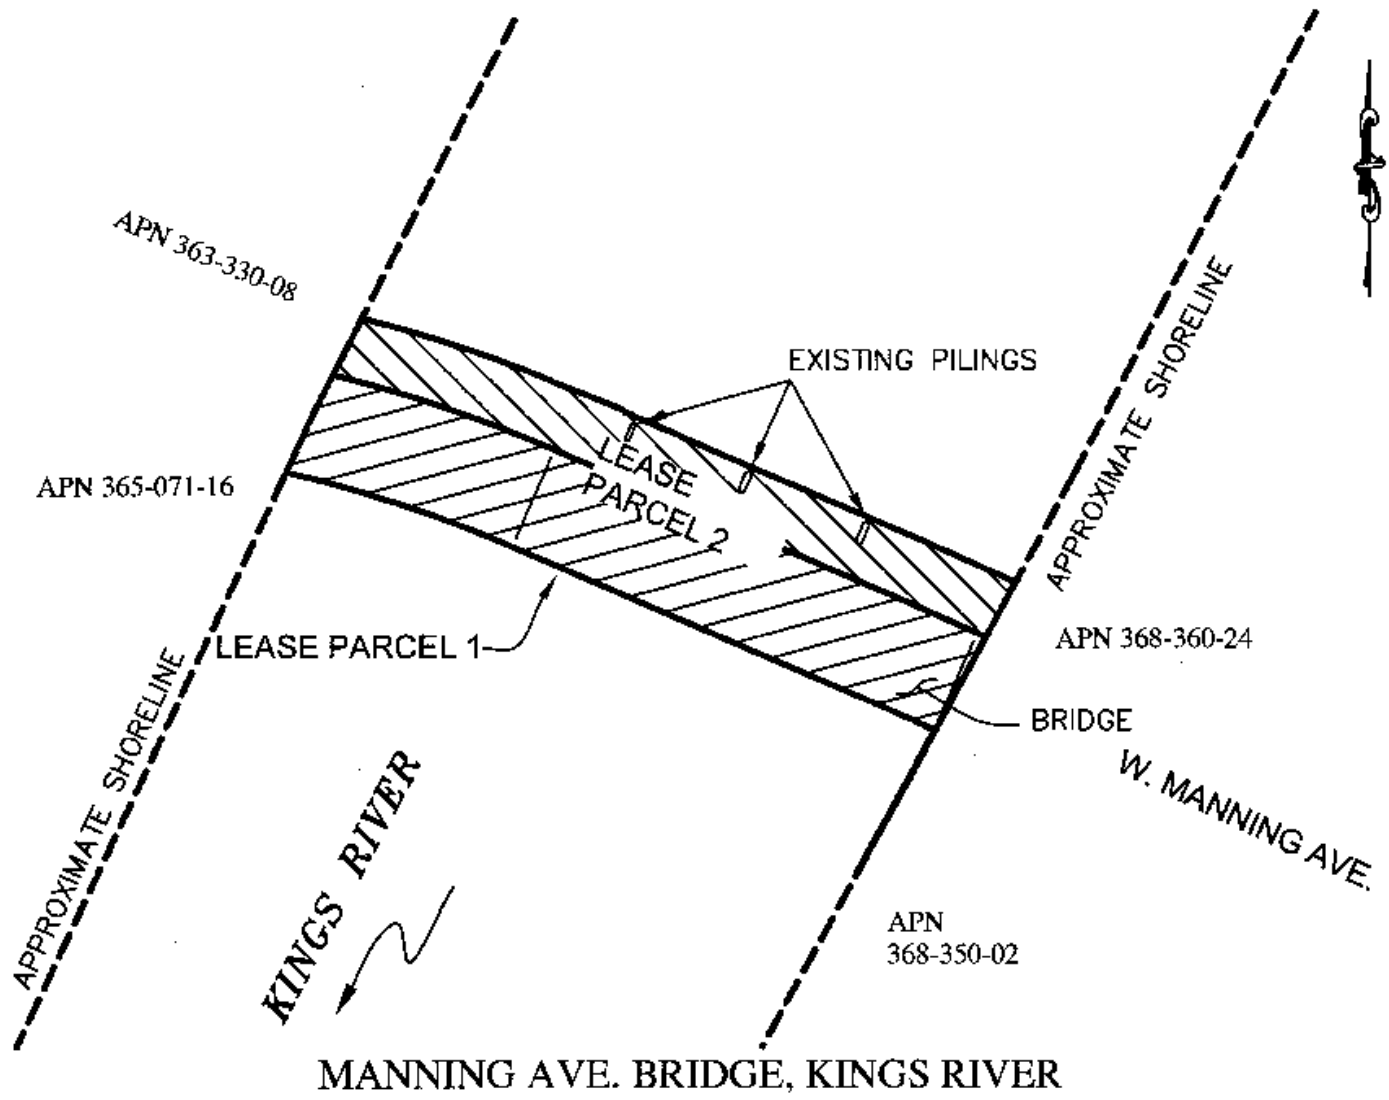 APN 363-330-08
EXISTING PILINGS
APPROXIMATE SHORELINE
LEASE
PARCEL 2
APN 365-071-16
LEASE PARCEL 1
APN 368-360-24
BRIDGE
W. MANNING AVE.
APPROXIMATE SHORELINE
KINGS RIVER
APN
368-350-02
MANNING AVE. BRIDGE, KINGS RIVER